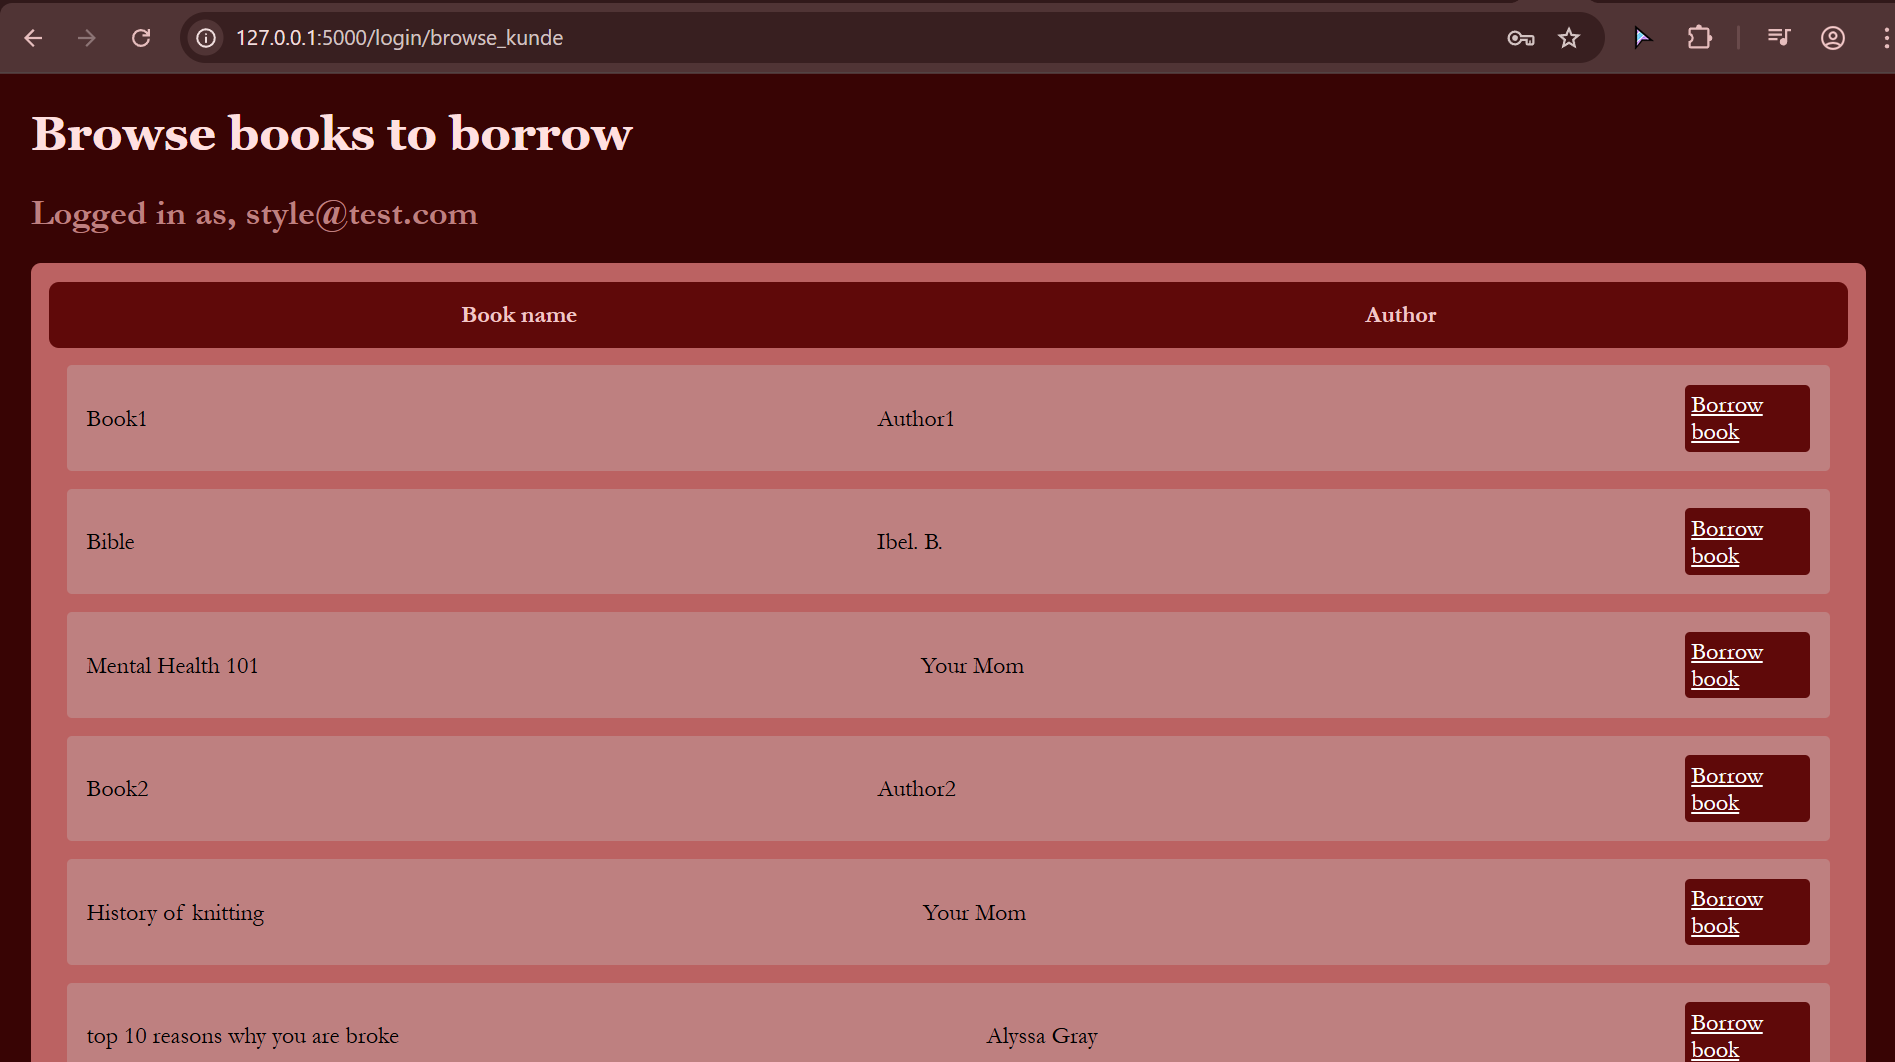 127.0.0.1:5000/login/browse_kunde
Browse books to borrow
Logged in as, style@test.com
Book name Author
Book1 Author1 Borrow
book
Bible Ibel. B. Borrow
book
Mental Health 101 Your Mom Borrow
book
Book2 Author2 Borrow
book
History of knitting Your Mom Borrow
book
top 10 reasons why you are broke Alyssa Gray Borrow
book